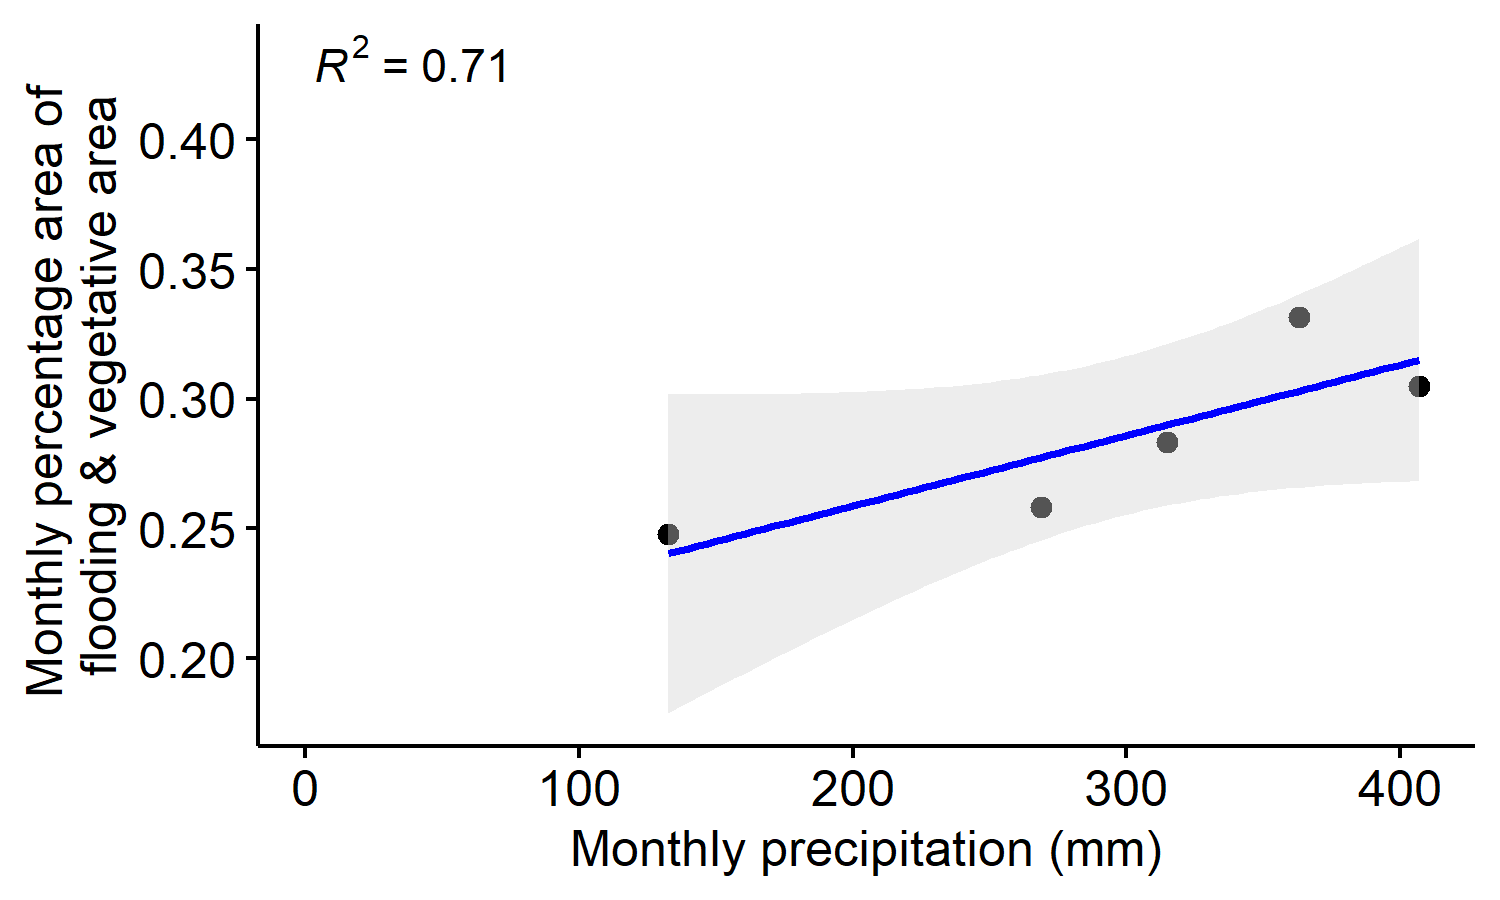 R² = 0.71
Monthly percentage area of
flooding & vegetative area
0.40
0.35
0.30
0.25
0.20
0 100 200 300 400
Monthly precipitation (mm)